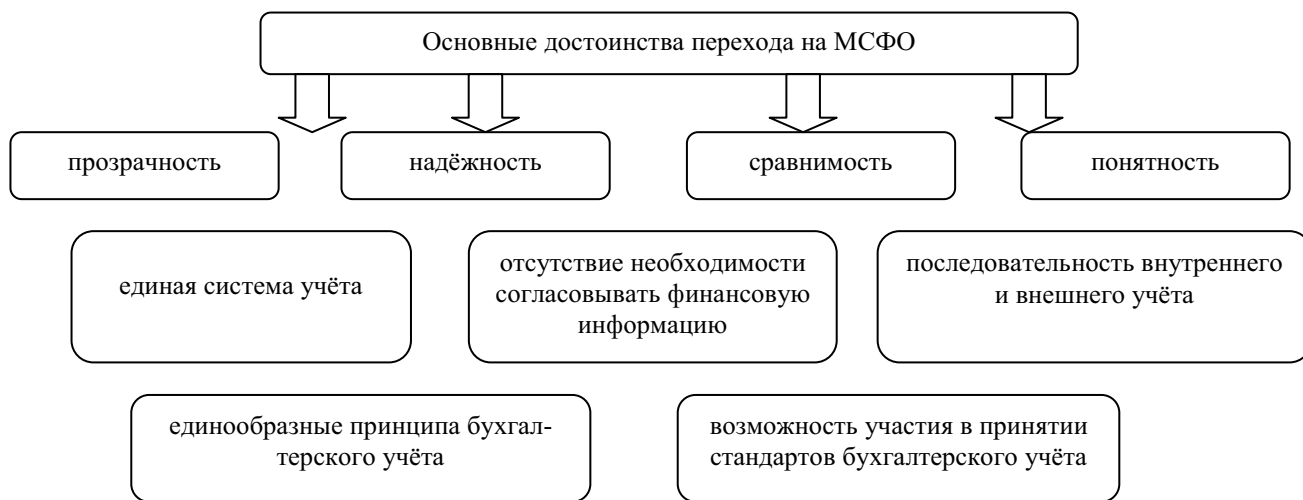 Основные достоинства перехода на МСФО
прозрачность
надёжность
сравнимость
понятность
единая система учёта
отсутствие необходимости
согласовывать финансовую
информацию
последовательность внутреннего
и внешнего учёта
единообразные принципа бухгал-
терского учёта
возможность участия в принятии
стандартов бухгалтерского учёта